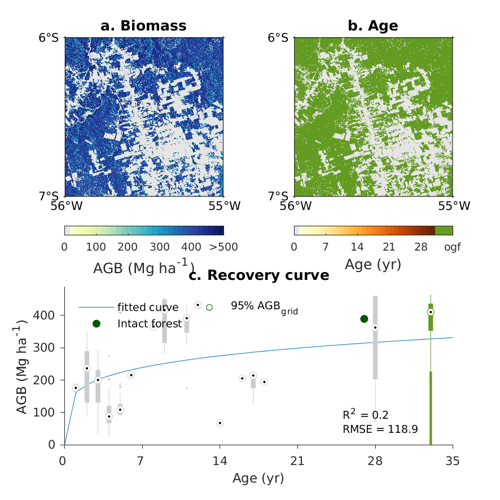 a. Biomass
b. Age
6°S
6°S
7°S
7°S
56°W 55°W
56°W 55°W
0 100 200 300 400 >500
0 7 14 21 28 ogf
AGB (Mg ha-1)
Age (yr)
c. Recovery curve
fitted curve
95% AGBgrid
Intact forest
400
300
200
100
0
AGB (Mg ha-1)
R2 = 0.2
RMSE = 118.9
0 7 14 21 28 35
Age (yr)